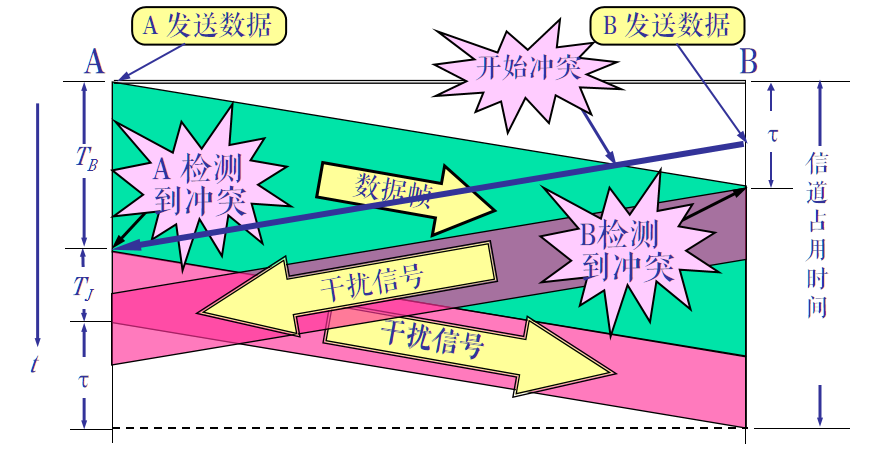 A 发送数据
B 发送数据
A
B
开始冲突
τ
T_B
A 检测
到冲突
数据帧
B检测
到冲突
信道占用时间
干扰信号
T_J
干扰信号
t
τ